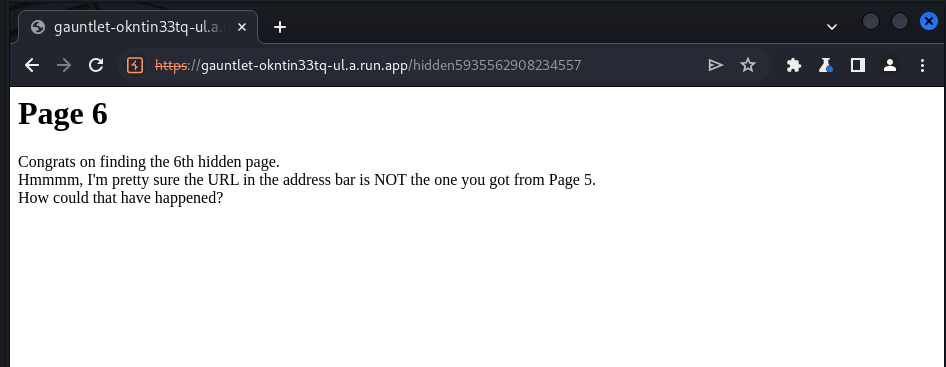 gauntlet-okntin33tq-ul.a.
https://gauntlet-okntin33tq-ul.a.run.app/hidden5935562908234557
Page 6
Congrats on finding the 6th hidden page.
Hmmmm, I'm pretty sure the URL in the address bar is NOT the one you got from Page 5.
How could that have happened?